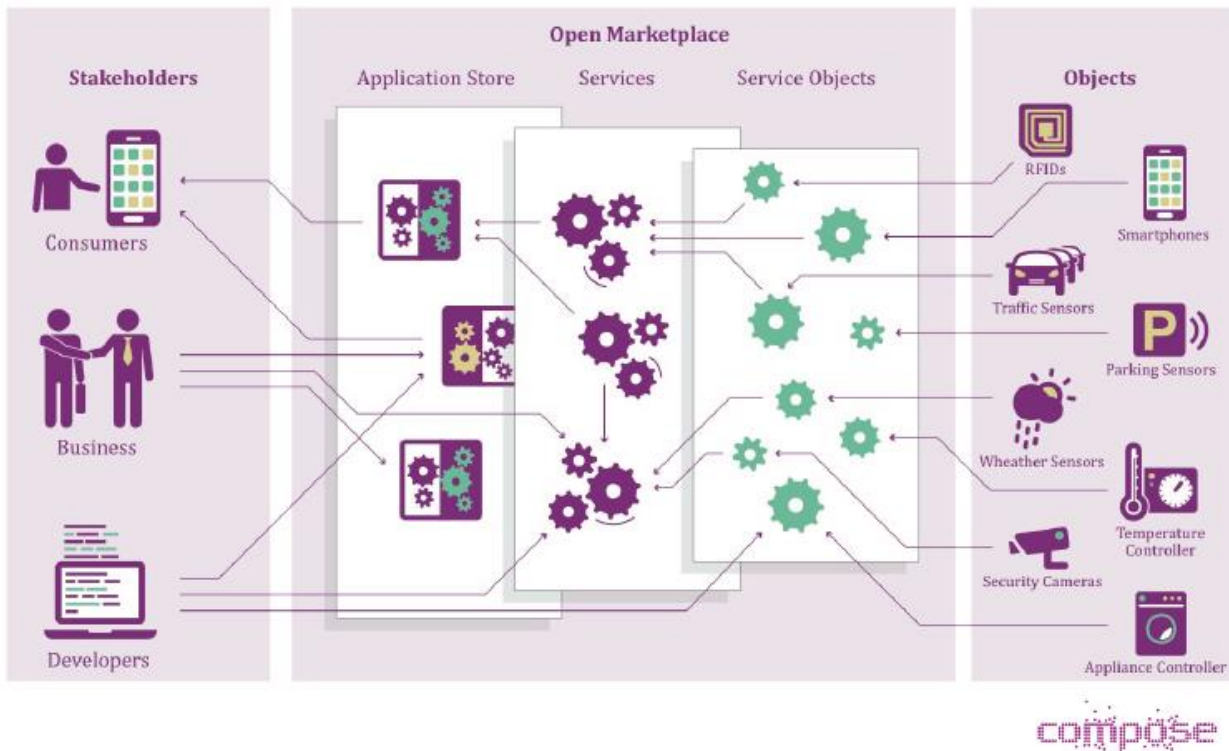 Open Marketplace
Stakeholders
Application Store
Services
Service Objects
Objects
Consumers
Business
Developers
RFIDs
Smartphones
Traffic Sensors
P
Parking Sensors
Wheather Sensors
Temperature
Controller
Security Cameras
Appliance Controller
compose